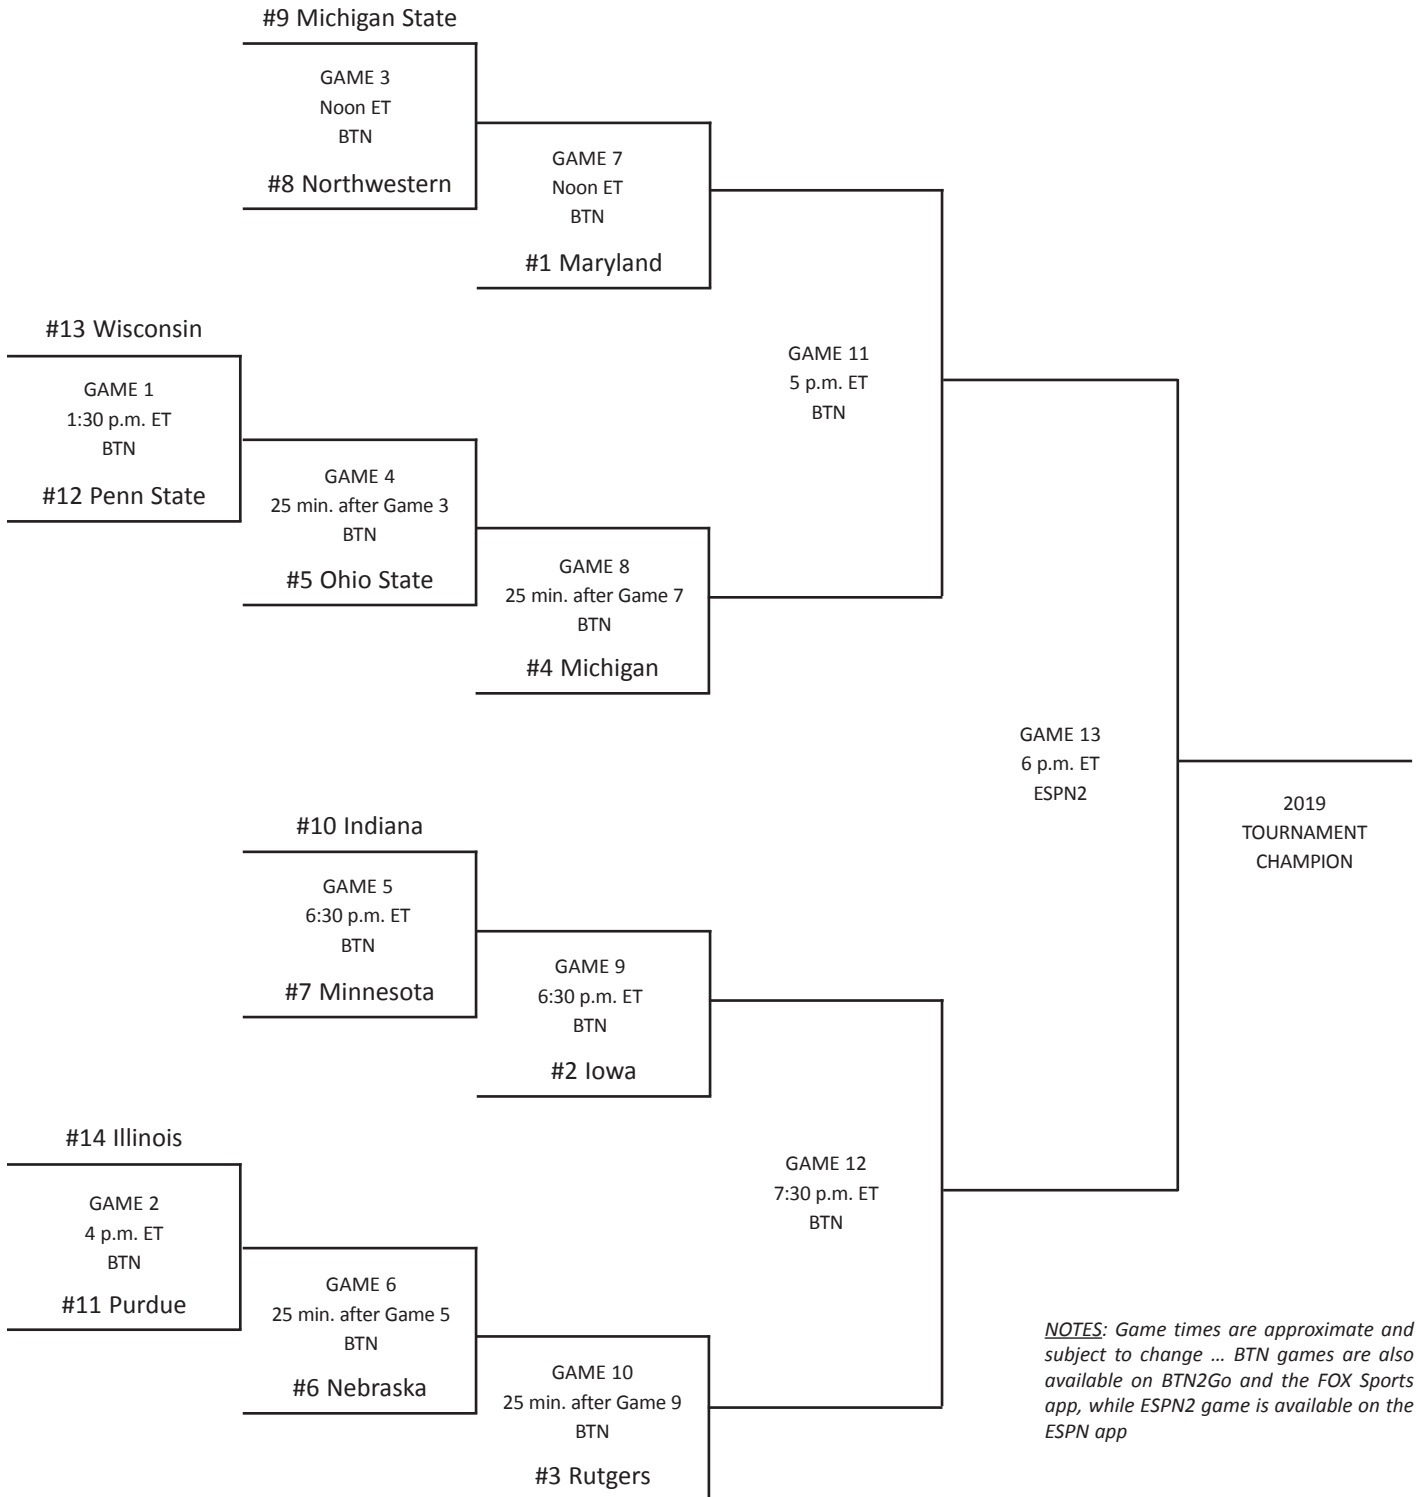 #9 Michigan State
GAME 3
Noon ET
BTN
#8 Northwestern
GAME 7
Noon ET
BTN
#1 Maryland
#13 Wisconsin
GAME 1
1:30 p.m. ET
BTN
#12 Penn State
GAME 4
25 min. after Game 3
BTN
#5 Ohio State
GAME 8
25 min. after Game 7
BTN
#4 Michigan
GAME 11
5 p.m. ET
BTN
#10 Indiana
GAME 5
6:30 p.m. ET
BTN
#7 Minnesota
GAME 9
6:30 p.m. ET
BTN
#2 Iowa
#14 Illinois
GAME 2
4 p.m. ET
BTN
#11 Purdue
GAME 6
25 min. after Game 5
BTN
#6 Nebraska
GAME 10
25 min. after Game 9
BTN
#3 Rutgers
GAME 12
7:30 p.m. ET
BTN
GAME 13
6 p.m. ET
ESPN2
2019
TOURNAMENT
CHAMPION
NOTES: Game times are approximate and
subject to change ... BTN games are also
available on BTN2Go and the FOX Sports
app, while ESPN2 game is available on the
ESPN app